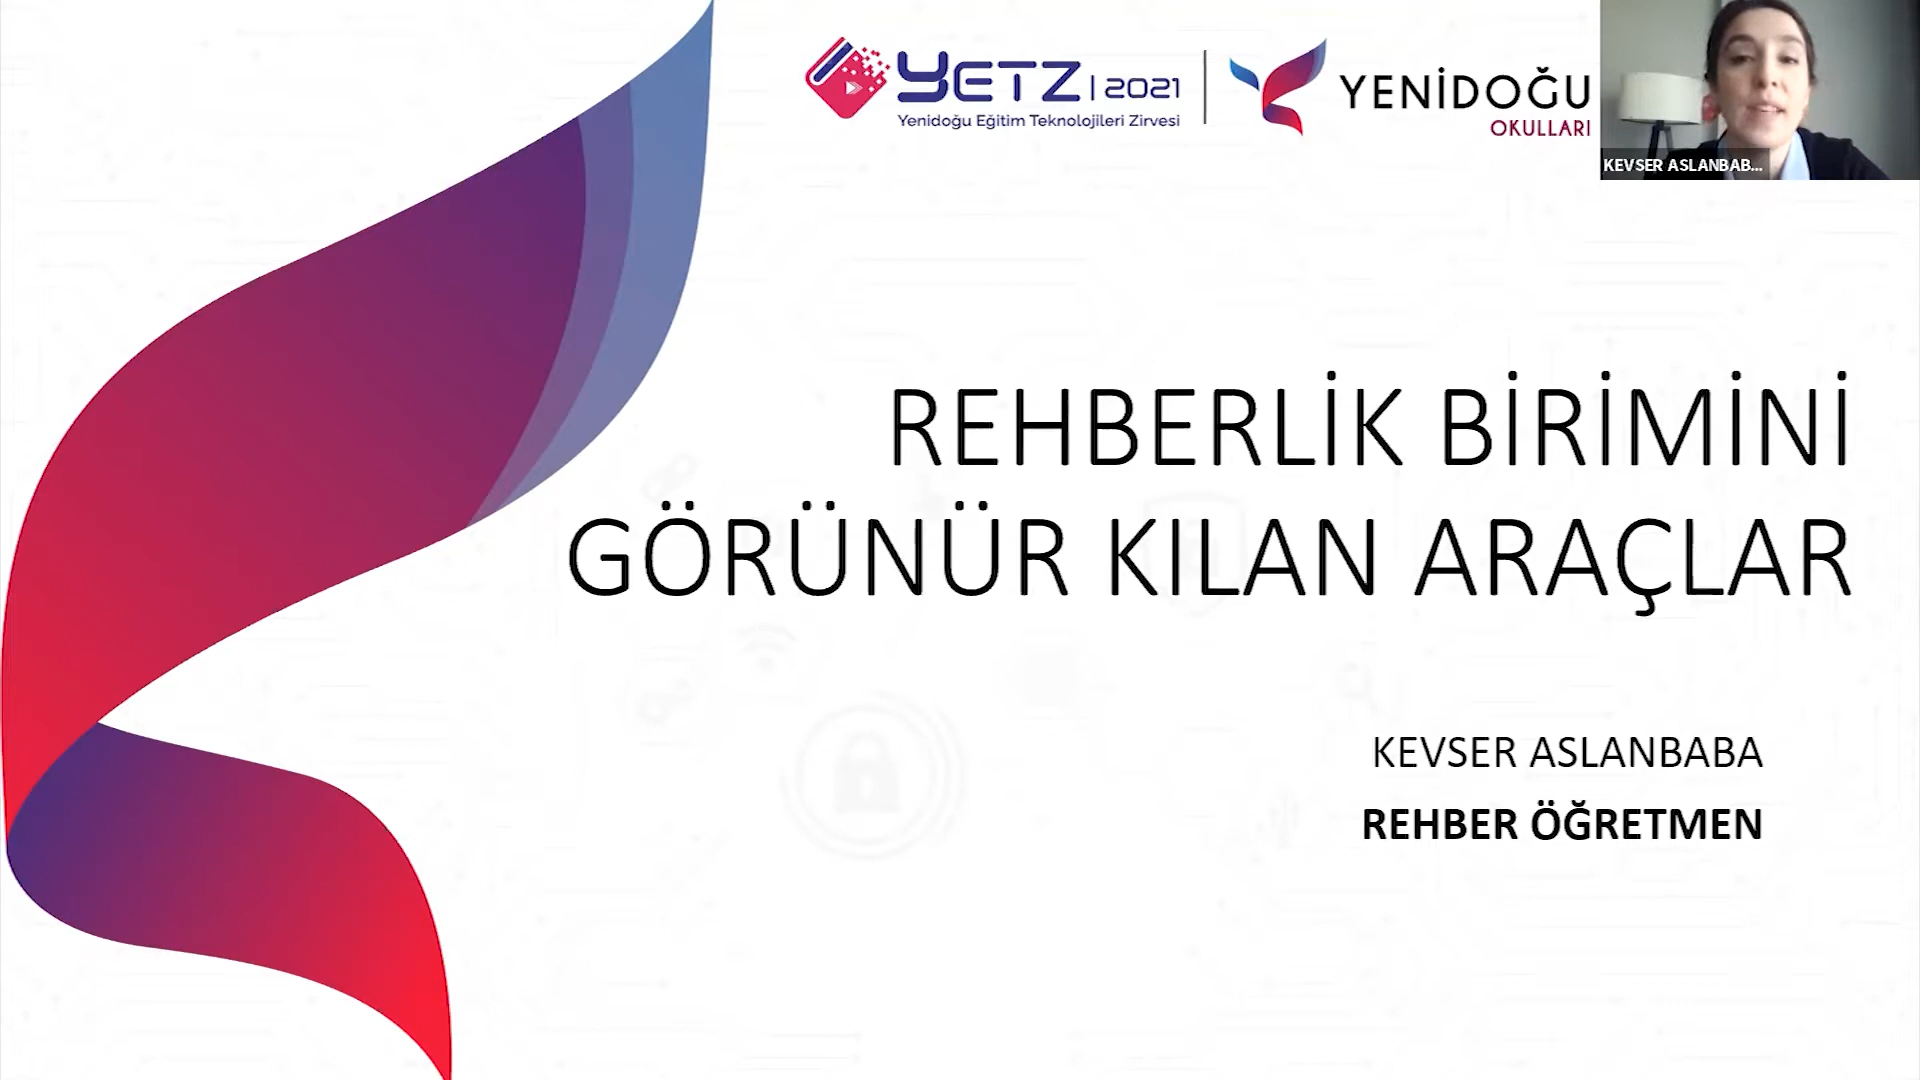 YETZ | 2021
Yenidoğu Eğitim Teknolojileri Zirvesi
YENİDOĞU
OKULLARI
KEVSER ASLANBAB...
REHBERLİK BİRİMİNİ
GÖRÜNÜR KILAN ARAÇLAR
KEVSER ASLANBABA
REHBER ÖĞRETMEN